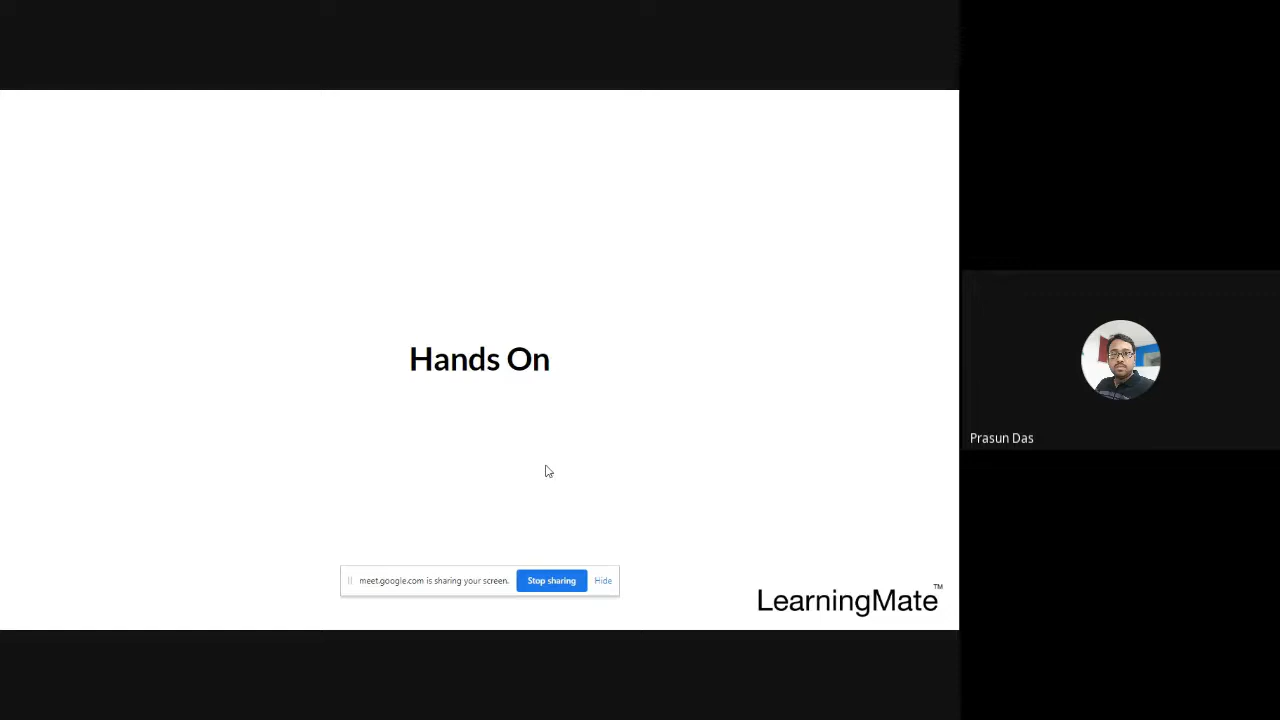 Hands On
Prasun Das
meet.google.com is sharing your screen. Stop sharing Hide
LearningMate™